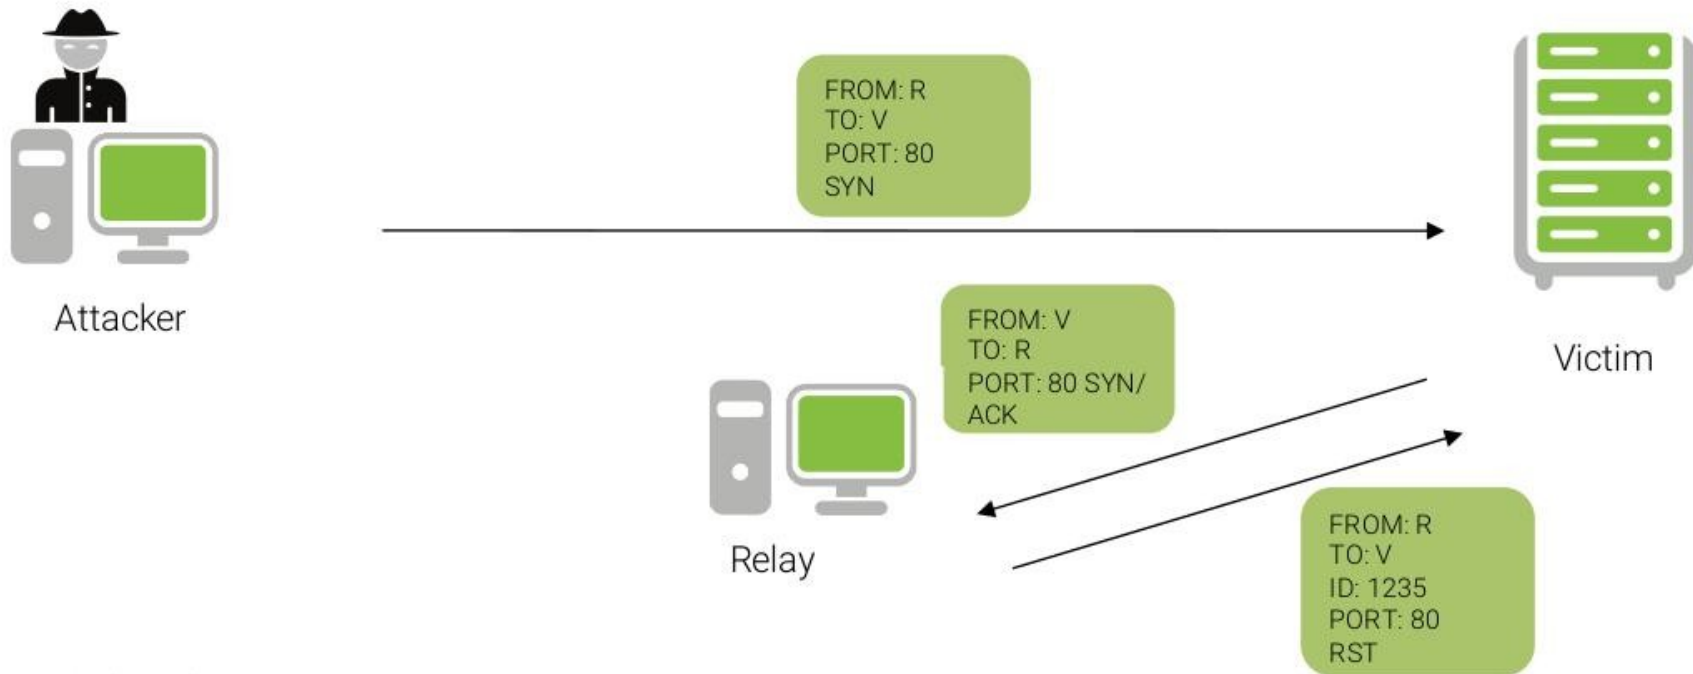 FROM: R
TO: V
PORT: 80
SYN
Attacker
FROM: V
TO: R
PORT: 80 SYN/
ACK
Victim
Relay
FROM: R
TO: V
ID: 1235
PORT: 80
RST